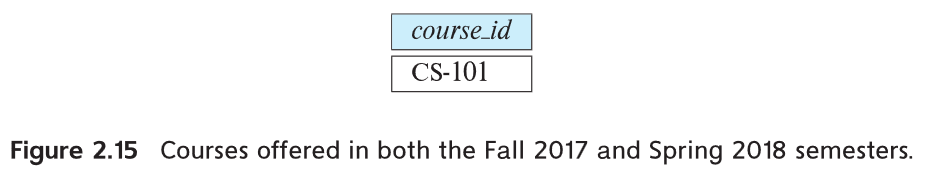 course_id
CS-101
Figure 2.15 Courses offered in both the Fall 2017 and Spring 2018 semesters.